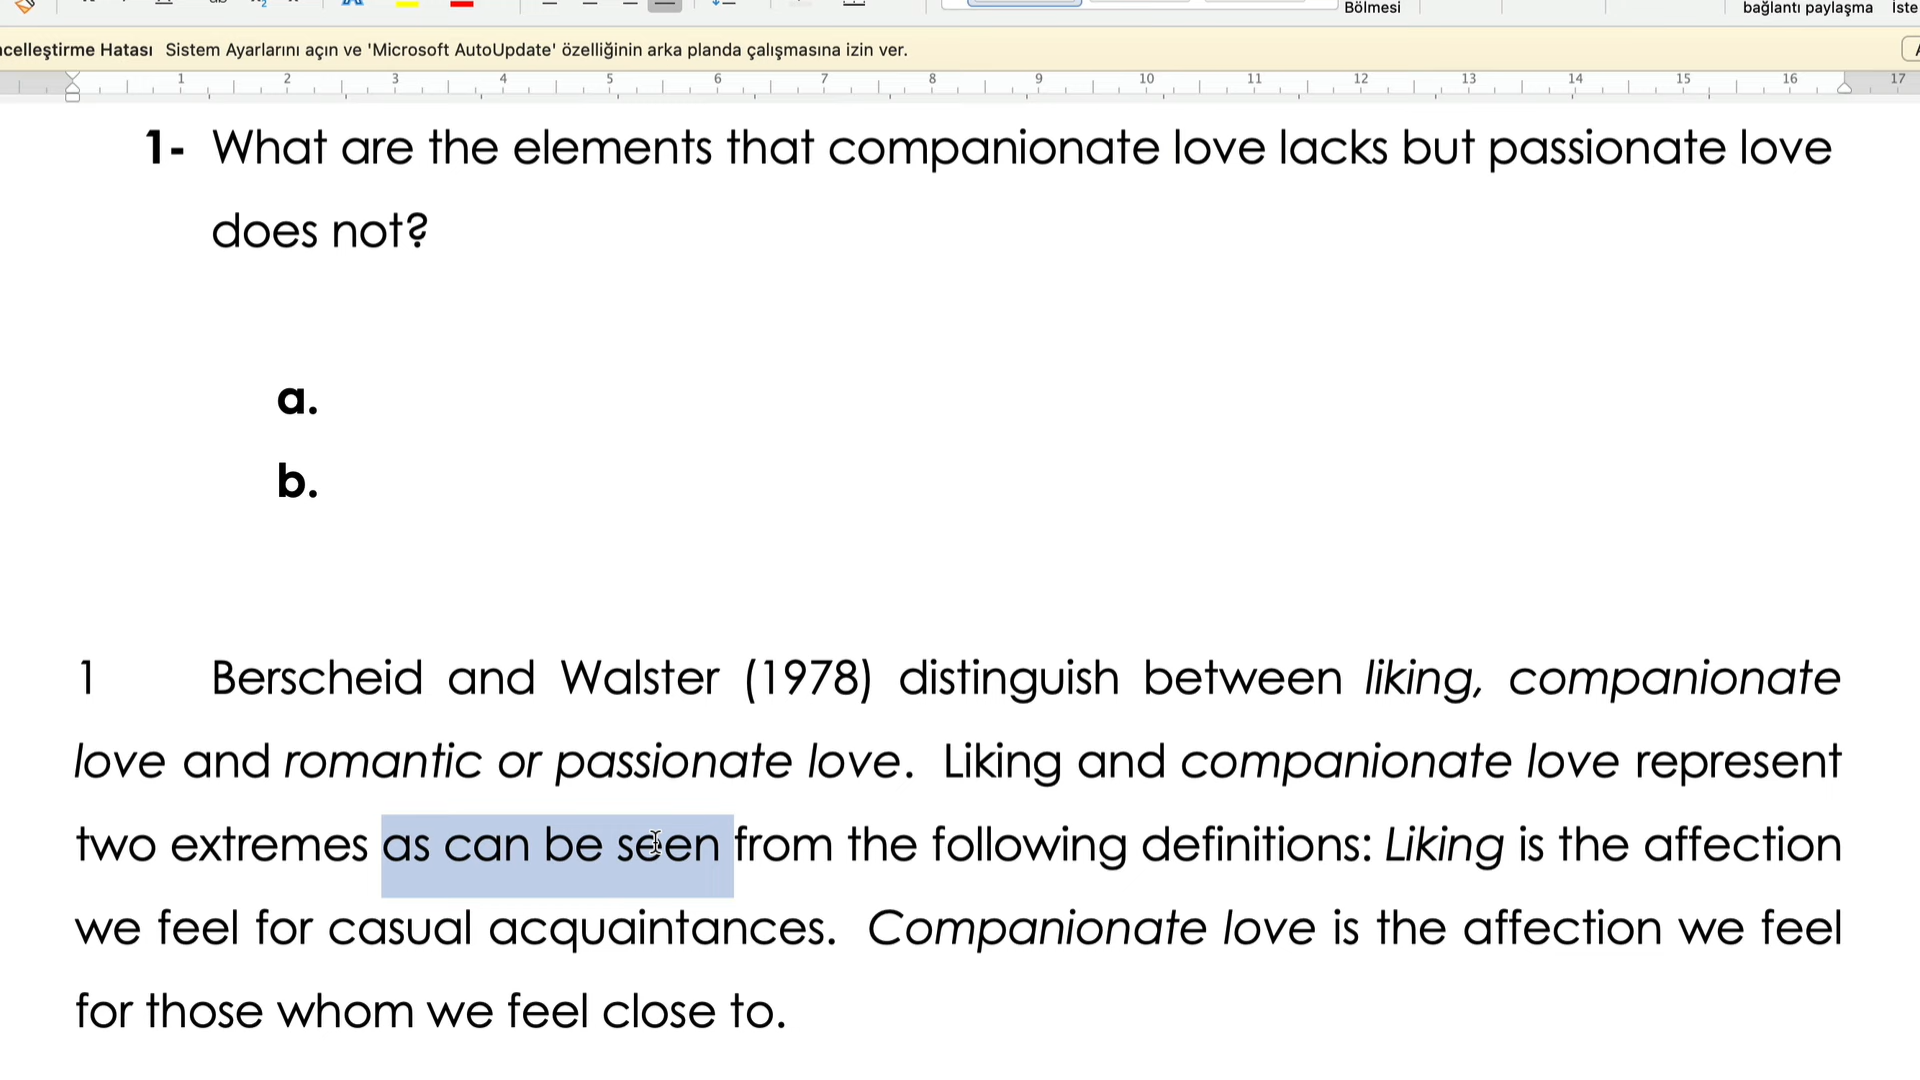 Bölmesi
bağlantı paylaşma
İste
celleştirme Hatası Sistem Ayarlarını açın ve 'Microsoft AutoUpdate' özelliğinin arka planda çalışmasına izin ver.
1 2 3 4 5 6 7 8 9 10 11 12 13 14 15 16 17
1- What are the elements that companionate love lacks but passionate love
does not?
a.
b.
1 Berscheid and Walster (1978) distinguish between liking, companionate
love and romantic or passionate love. Liking and companionate love represent
two extremes as can be seen from the following definitions: Liking is the affection
we feel for casual acquaintances. Companionate love is the affection we feel
for those whom we feel close to.